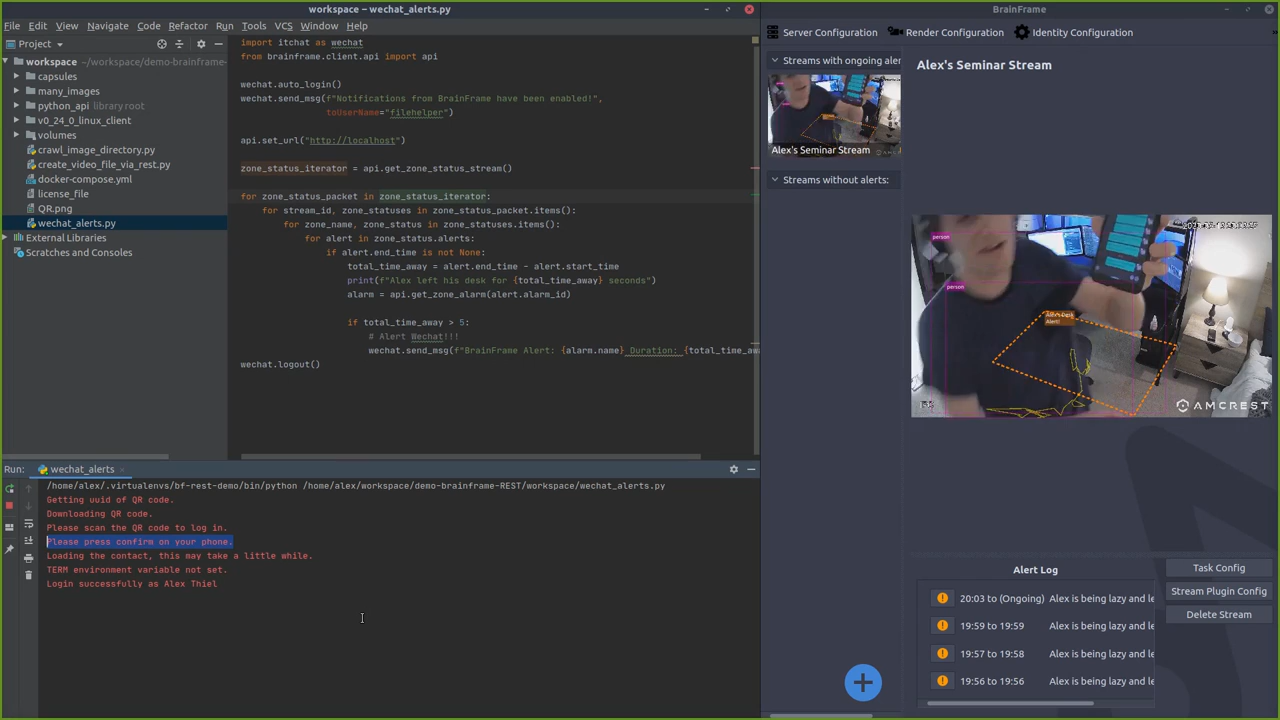 workspace – wechat_alerts.py
File Edit View Navigate Code Refactor Run Tools VCS Window Help
Project
workspace ~/workspace/demo-brainframe-
capsules
many_images
python_api library root
v0_24_0_linux_client
volumes
crawl_image_directory.py
create_video_file_via_rest.py
docker-compose.yml
license_file
QR.png
wechat_alerts.py
External Libraries
Scratches and Consoles
import itchat as wechat
from brainframe.client.api import api
wechat.auto_login()
wechat.send_msg(f"Notifications from BrainFrame have been enabled!",
toUserName="filehelper")
api.set_url("http://localhost")
zone_status_iterator = api.get_zone_status_stream()
for zone_status_packet in zone_status_iterator:
for stream_id, zone_statuses in zone_status_packet.items():
for zone_name, zone_status in zone_statuses.items():
for alert in zone_status.alerts:
if alert.end_time is not None:
total_time_away = alert.end_time - alert.start_time
print(f"Alex left his desk for {total_time_away} seconds")
alarm = api.get_zone_alarm(alert.alarm_id)
if total_time_away > 5:
# Alert Wechat!!!
wechat.send_msg(f"BrainFrame Alert: {alarm.name} Duration: {total_time_aw
wechat.logout()
Run: wechat_alerts
/home/alex/.virtualenvs/bf-rest-demo/bin/python /home/alex/workspace/demo-brainframe-REST/workspace/wechat_alerts.py
Getting uuid of QR code.
Downloading QR code.
Please scan the QR code to log in.
Please press confirm on your phone.
Loading the contact, this may take a little while.
TERM environment variable not set.
Login successfully as Alex Thiel
BrainFrame
Server Configuration Render Configuration Identity Configuration
Streams with ongoing aler
Alex's Seminar Stream
Streams without alerts:
Alex's Seminar Stream
person
person
Alex's Desk
Alert!
AMCREST
Alert Log
20:03 to (Ongoing) Alex is being lazy and le
19:59 to 19:59 Alex is being lazy and le
19:57 to 19:58 Alex is being lazy and le
19:56 to 19:56 Alex is being lazy and le
Task Config
Stream Plugin Config
Delete Stream